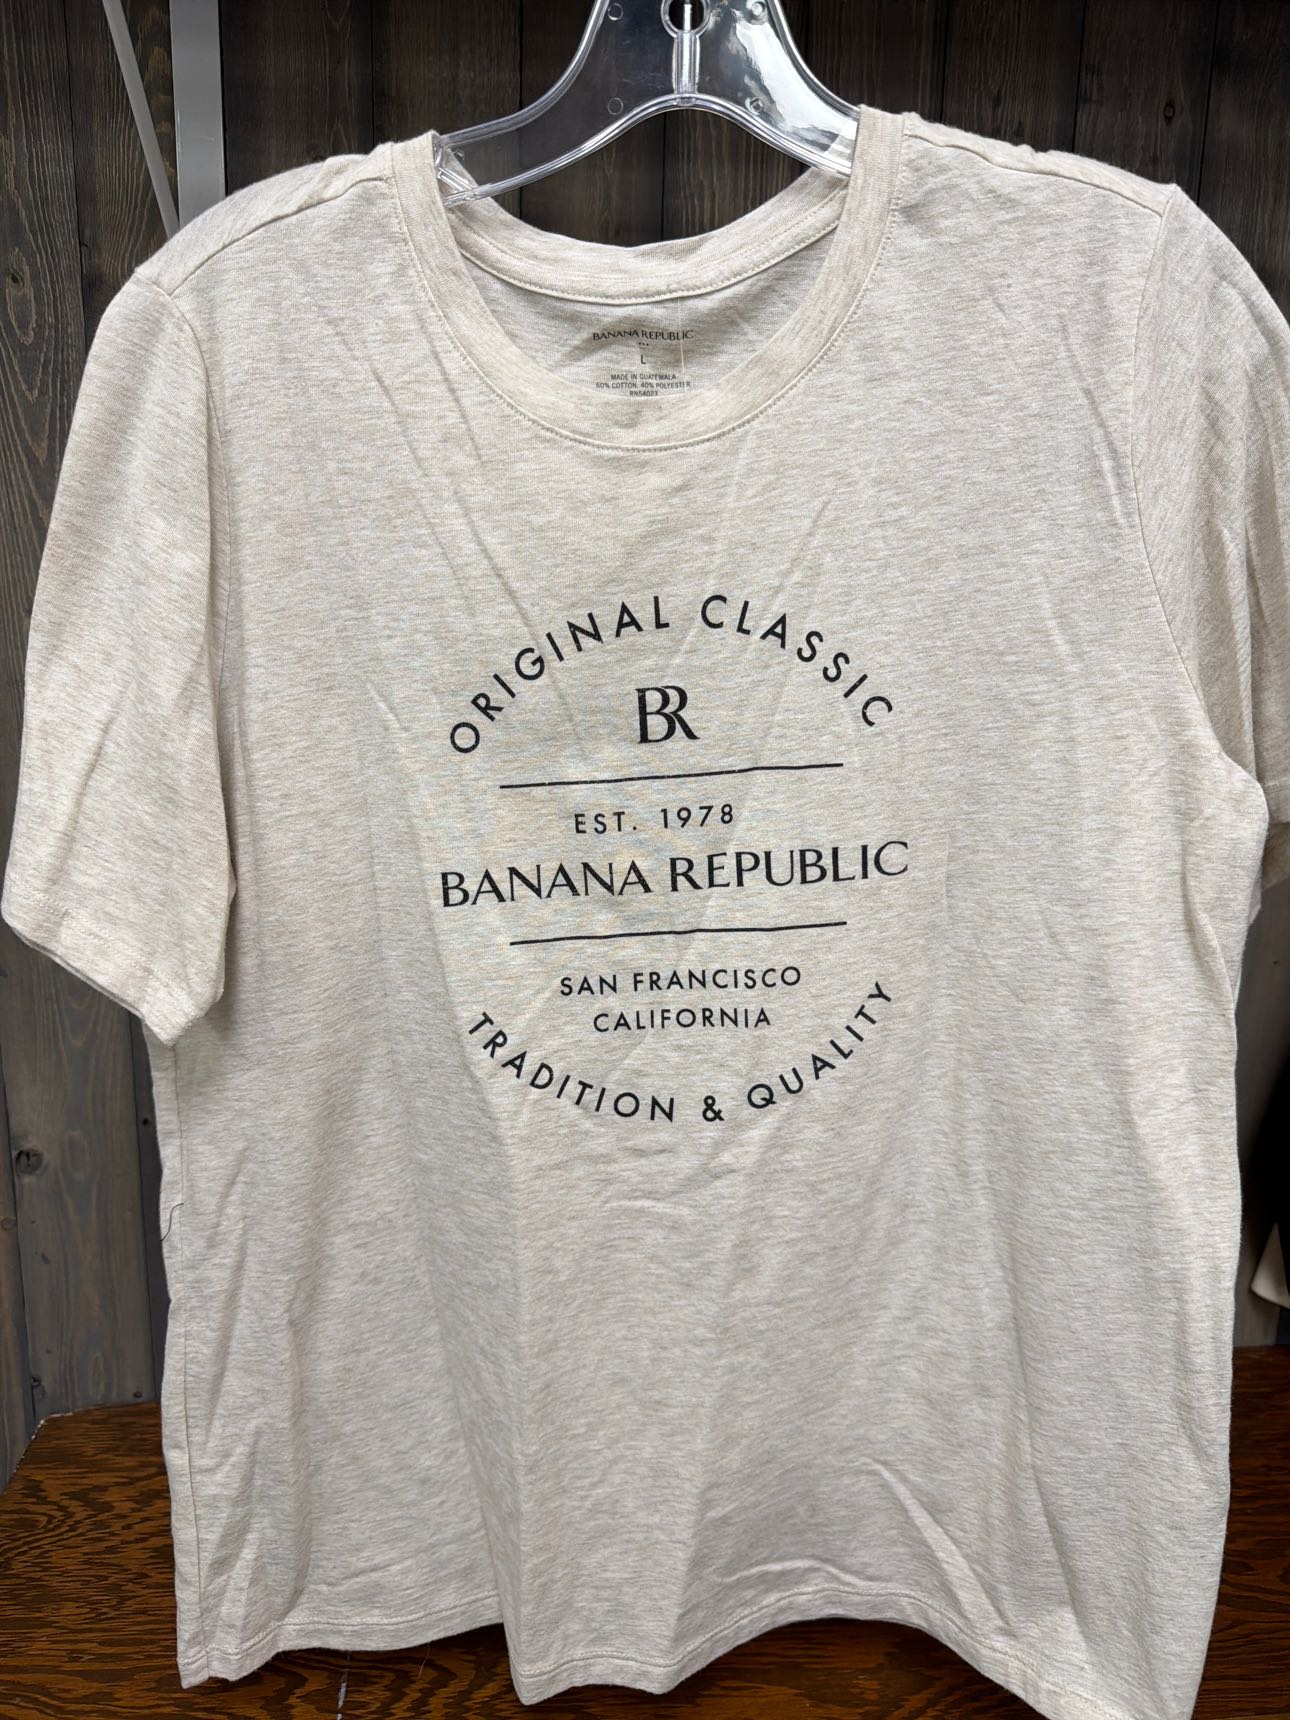 BANANA REPUBLIC
L
MADE IN GUATEMALA
60% COTTON, 40% POLYESTER
RN54023
ORIGINAL CLASSIC
BR
EST. 1978
BANANA REPUBLIC
SAN FRANCISCO
CALIFORNIA
TRADITION & QUALITY